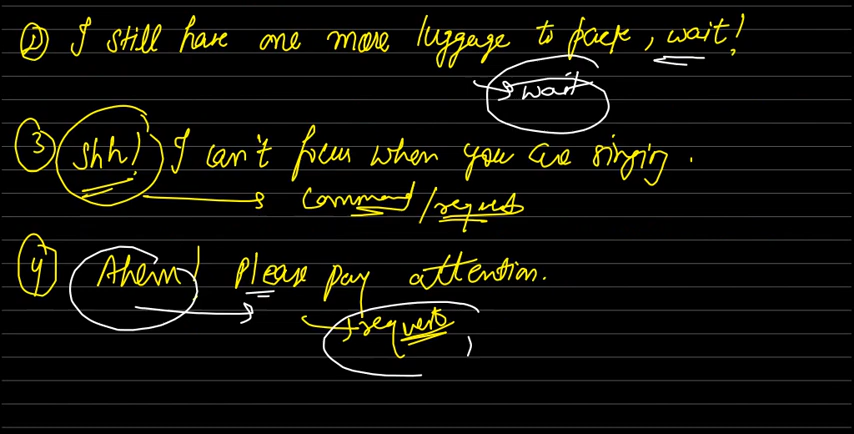 ② I still have one more luggage to pack, wait!
→ wait
③ Shh! I can't focus when you are singing.
→ Command/request
④ Ahem! Please pay attention.
→ request